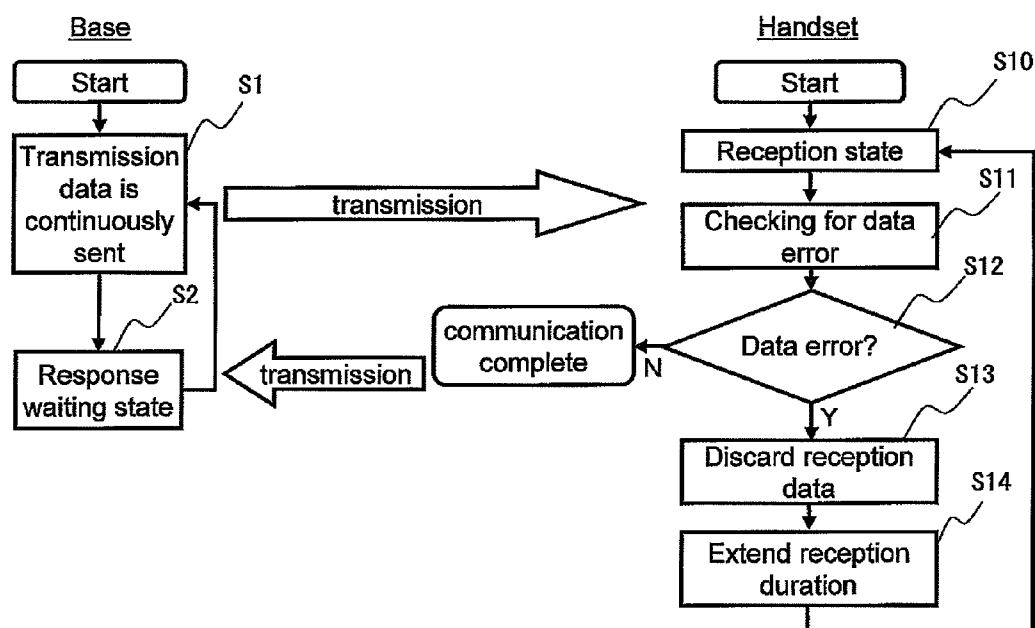 Base
Start
S1
Transmission
data is
continuously
sent
S2
Response
waiting state
transmission
transmission
communication
complete
Handset
Start
S10
Reception state
S11
Checking for data
error
S12
Data error?
N
Y
S13
Discard reception
data
S14
Extend reception
duration